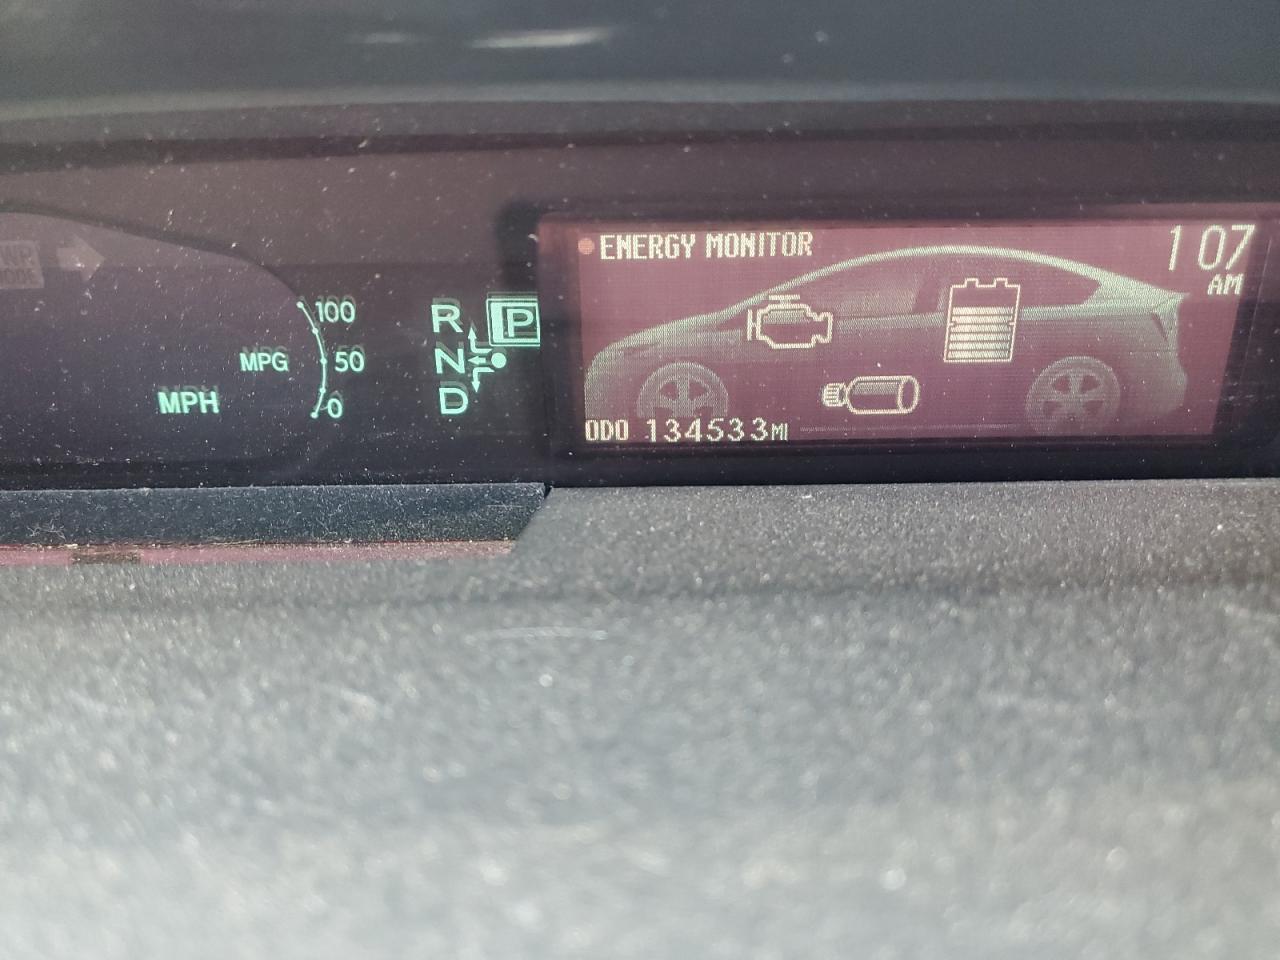 ENERGY MONITOR
1 07
AM
100
R
P
MPG
50
N
MPH
0
D
ODO 134533MI